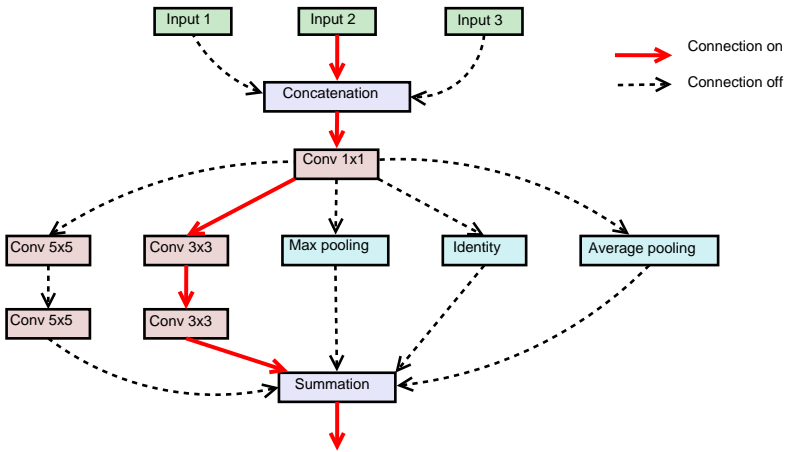 Input 1
Input 2
Input 3
Connection on
Connection off
Concatenation
Conv 1x1
Conv 5x5
Conv 3x3
Max pooling
Identity
Average pooling
Conv 5x5
Conv 3x3
Summation